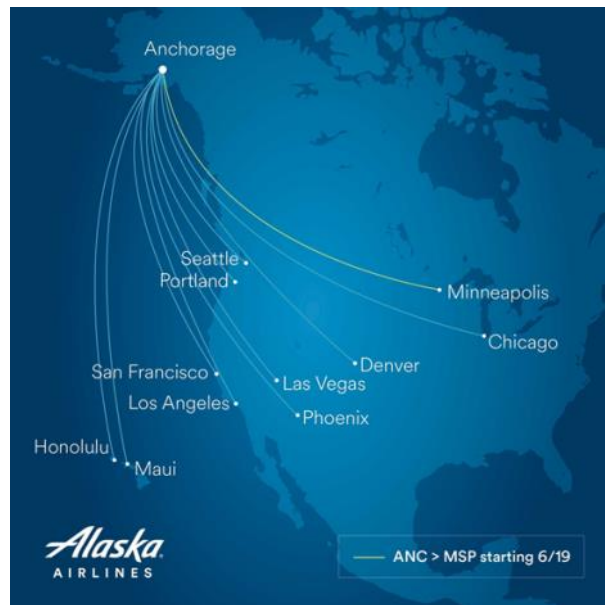 Anchorage
Seattle
Portland
Minneapolis
Chicago
Denver
San Francisco
Las Vegas
Los Angeles
Phoenix
Honolulu
Maui
Alaska
AIRLINES
ANC > MSP starting 6/19